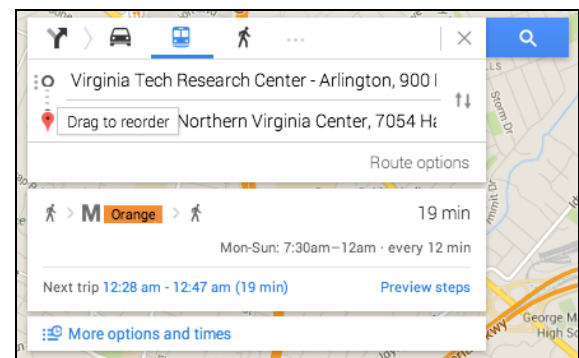 Virginia Tech Research Center - Arlington, 900
Drag to reorder Northern Virginia Center, 7054
Route options
M Orange 19 min
Mon-Sun: 7:30am–12am · every 12 min
Next trip 12:28 am - 12:47 am (19 min) Preview steps
More options and times
Storm Dr
George M
High Sc